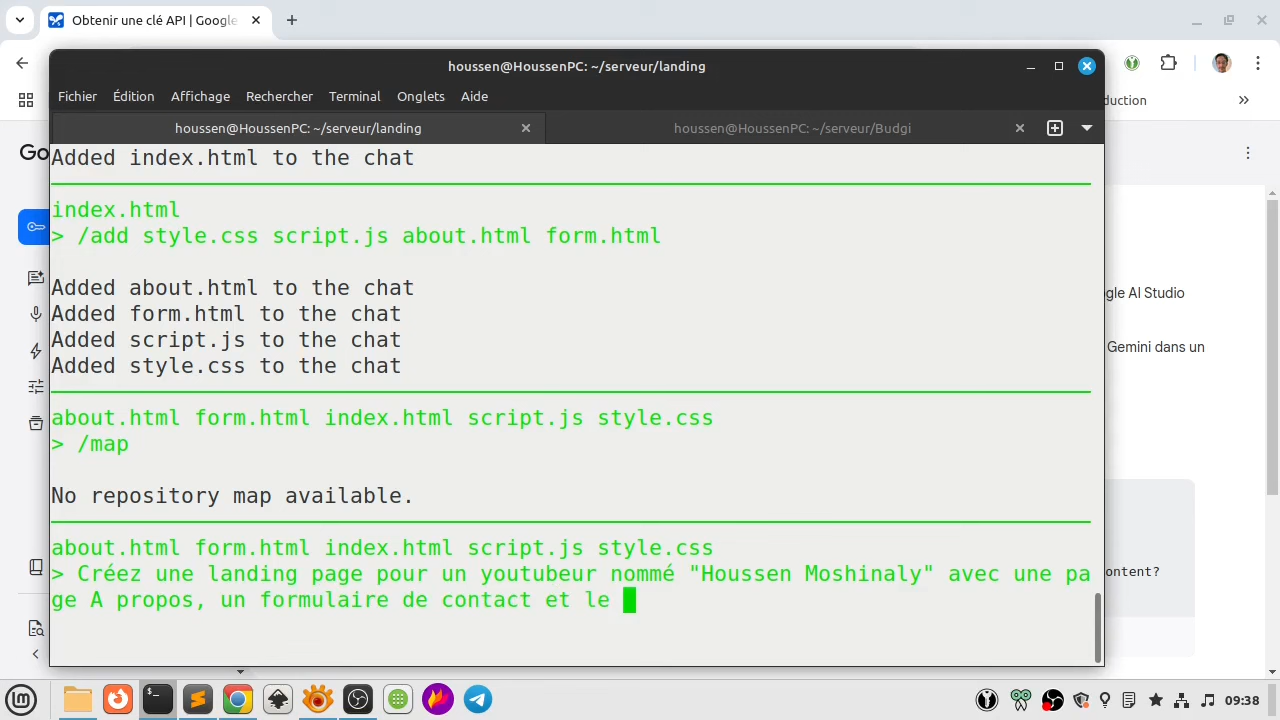 Obtenir une clé API | Google
houssen@HoussenPC: ~/serveur/landing
Fichier Édition Affichage Rechercher Terminal Onglets Aide
houssen@HoussenPC: ~/serveur/landing
houssen@HoussenPC: ~/serveur/Budgi
Added index.html to the chat
index.html
> /add style.css script.js about.html form.html
Added about.html to the chat
Added form.html to the chat
Added script.js to the chat
Added style.css to the chat
about.html form.html index.html script.js style.css
> /map
No repository map available.
about.html form.html index.html script.js style.css
> Créez une landing page pour un youtubeur nommé "Houssen Moshinaly" avec une pa
ge A propos, un formulaire de contact et le
Go
duction
gle AI Studio
Gemini dans un
ontent?
09:38